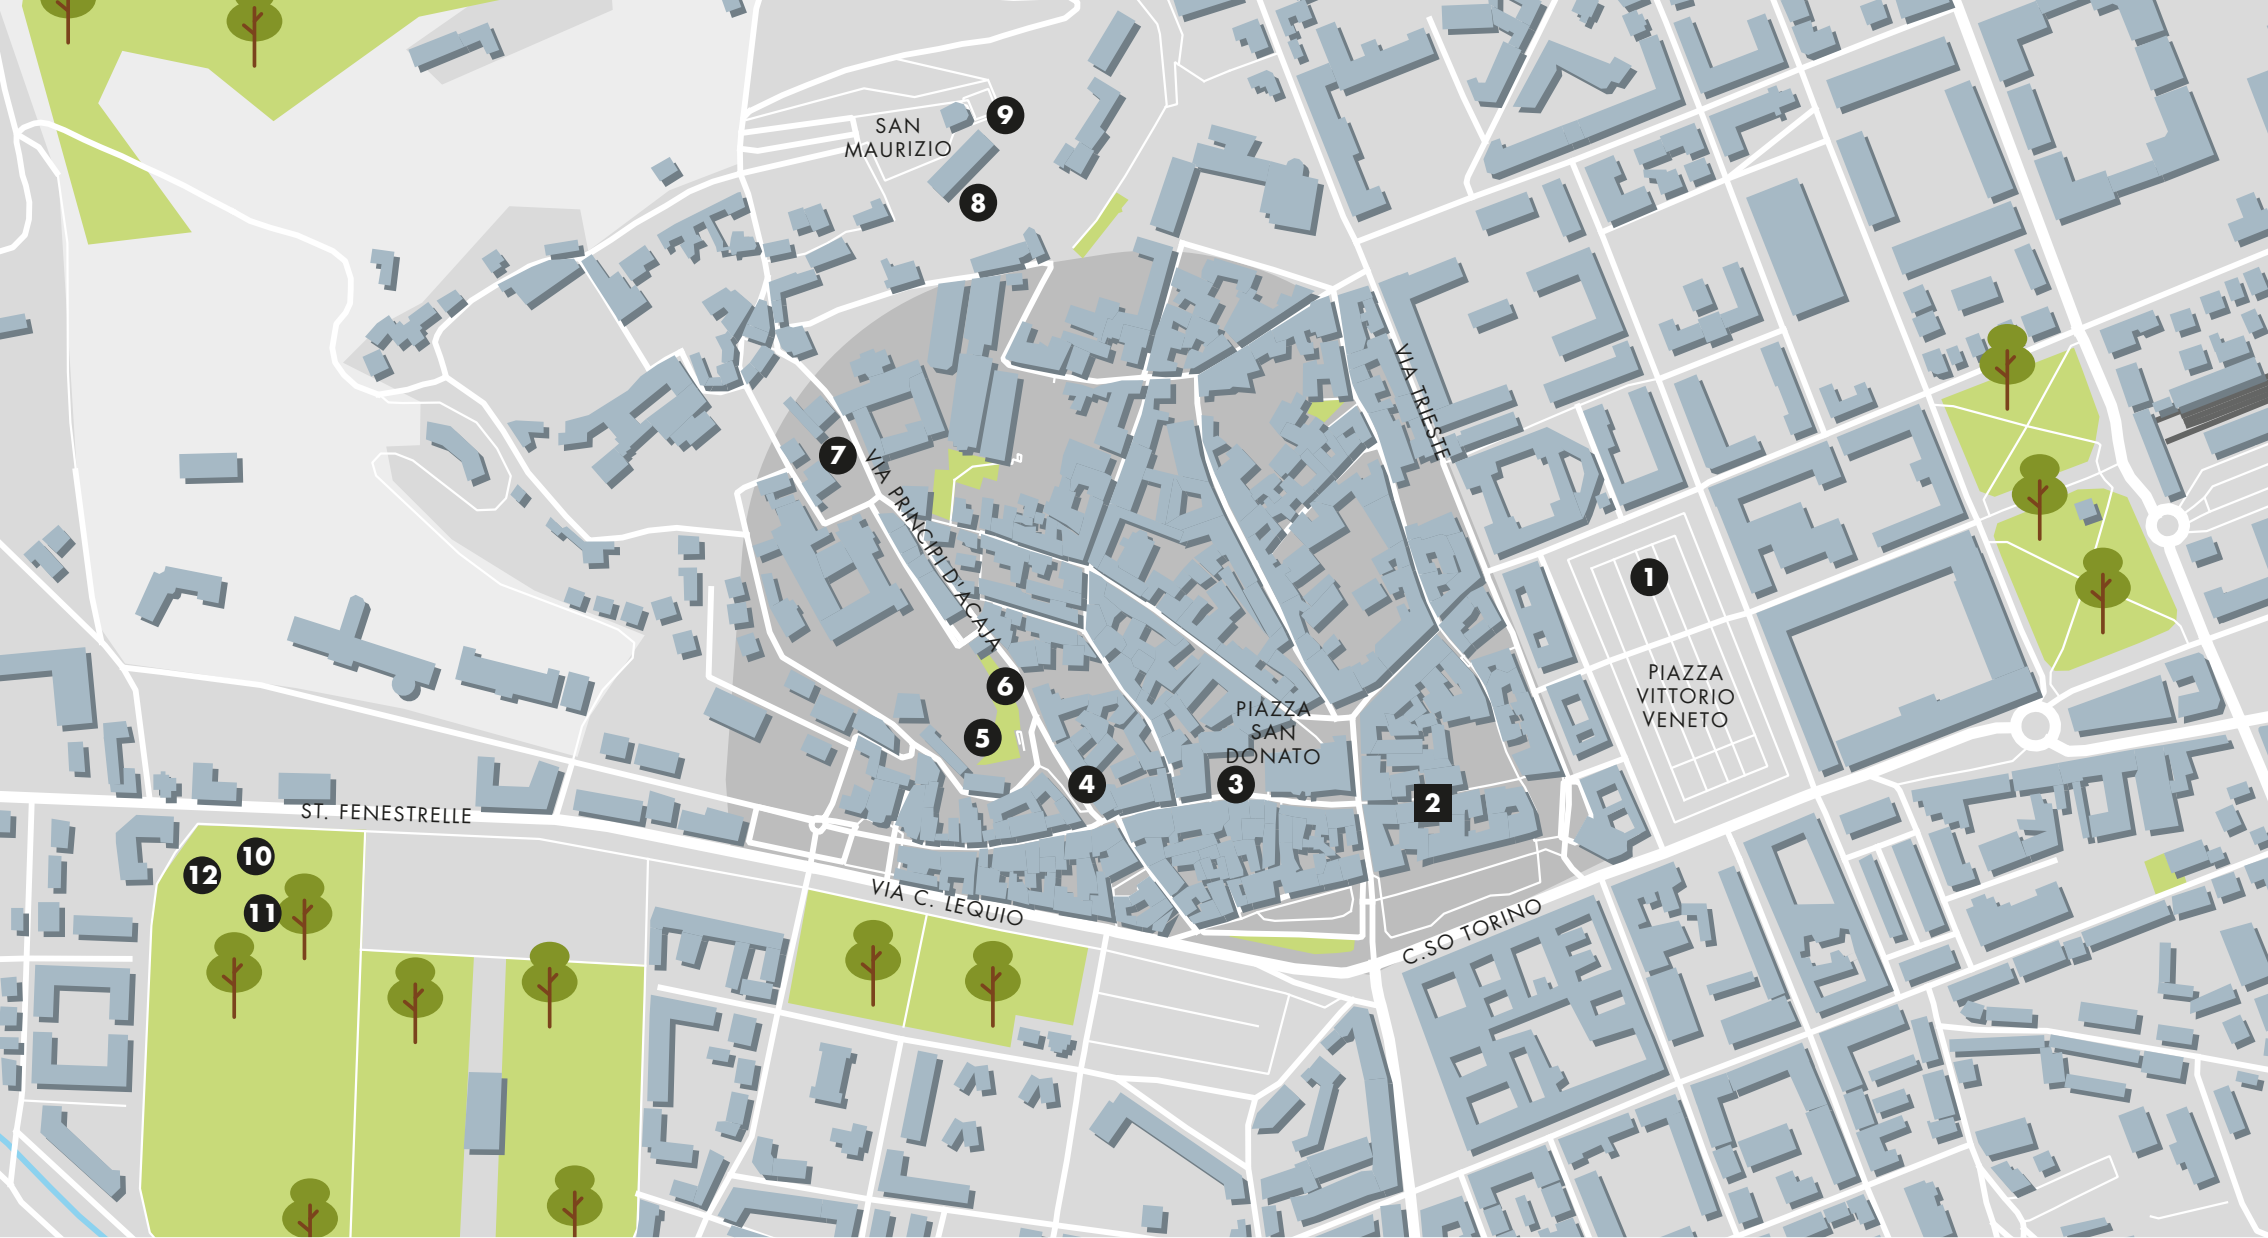 9
SAN
MAURIZIO
8
VIA TRIESTE
7
VIA PRINCIPI D'ACAJA
1
PIAZZA
VITTORIO
VENETO
6
5
PIAZZA
SAN
DONATO
4
3
2
ST. FENESTRELLE
10
12
11
VIA C. LEQUIO
C.SO TORINO